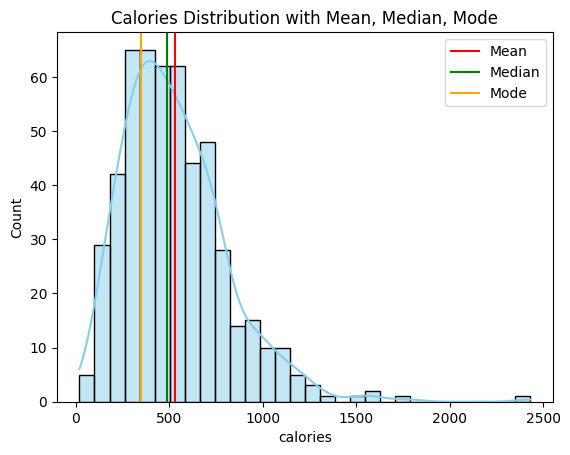 Calories Distribution with Mean, Median, Mode
Mean
Median
Mode
Count
60
50
40
30
20
10
0
0 500 1000 1500 2000 2500
calories